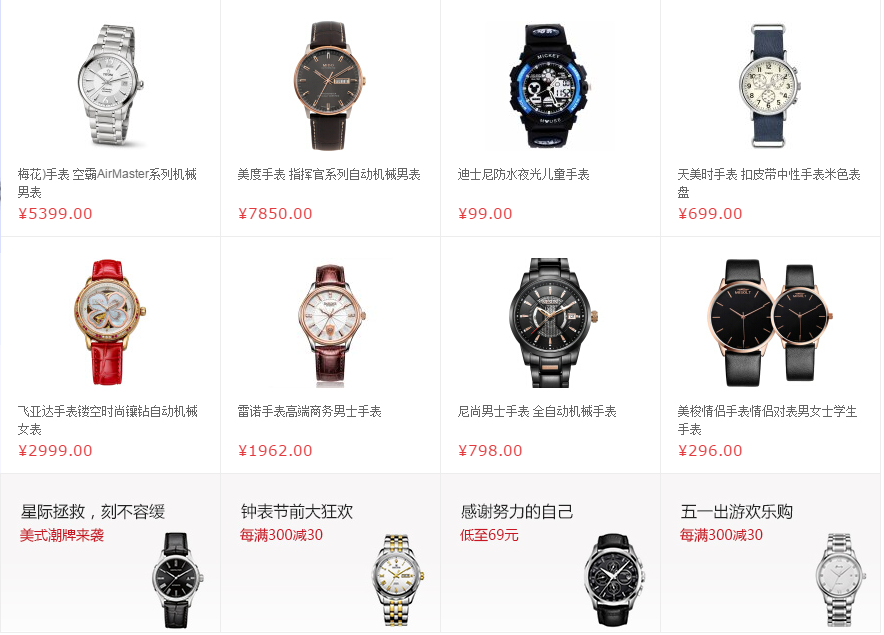 MICKEY
MOUSE
梅花)手表 空霸AirMaster系列机械
男表
¥5399.00
美度手表 指挥官系列自动机械男表
¥7850.00
迪士尼防水夜光儿童手表
¥99.00
天美时手表 扣皮带中性手表米色表
盘
¥699.00
飞亚达手表镂空时尚镶钻自动机械
女表
¥2999.00
雷诺手表高端商务男士手表
¥1962.00
尼尚男士手表 全自动机械手表
¥798.00
美梭情侣手表情侣对表男女士学生
手表
¥296.00
星际拯救，刻不容缓
美式潮牌来袭
钟表节前大狂欢
每满300减30
感谢努力的自己
低至69元
五一出游欢乐购
每满300减30